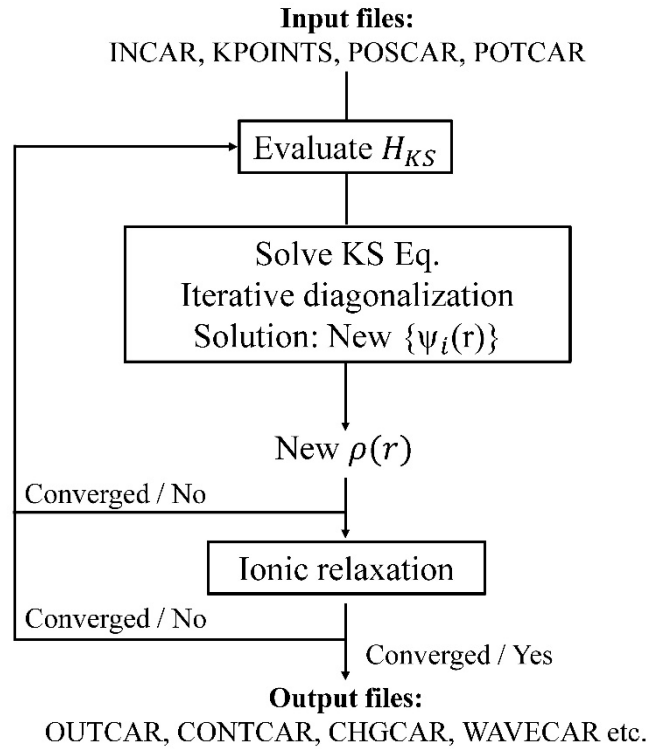 Input files:
INCAR, KPOINTS, POSCAR, POTCAR
Evaluate H_KS
Solve KS Eq.
Iterative diagonalization
Solution: New {ψ_i(r)}
New ρ(r)
Converged / No
Ionic relaxation
Converged / No
Converged / Yes
Output files:
OUTCAR, CONTCAR, CHGCAR, WAVECAR etc.